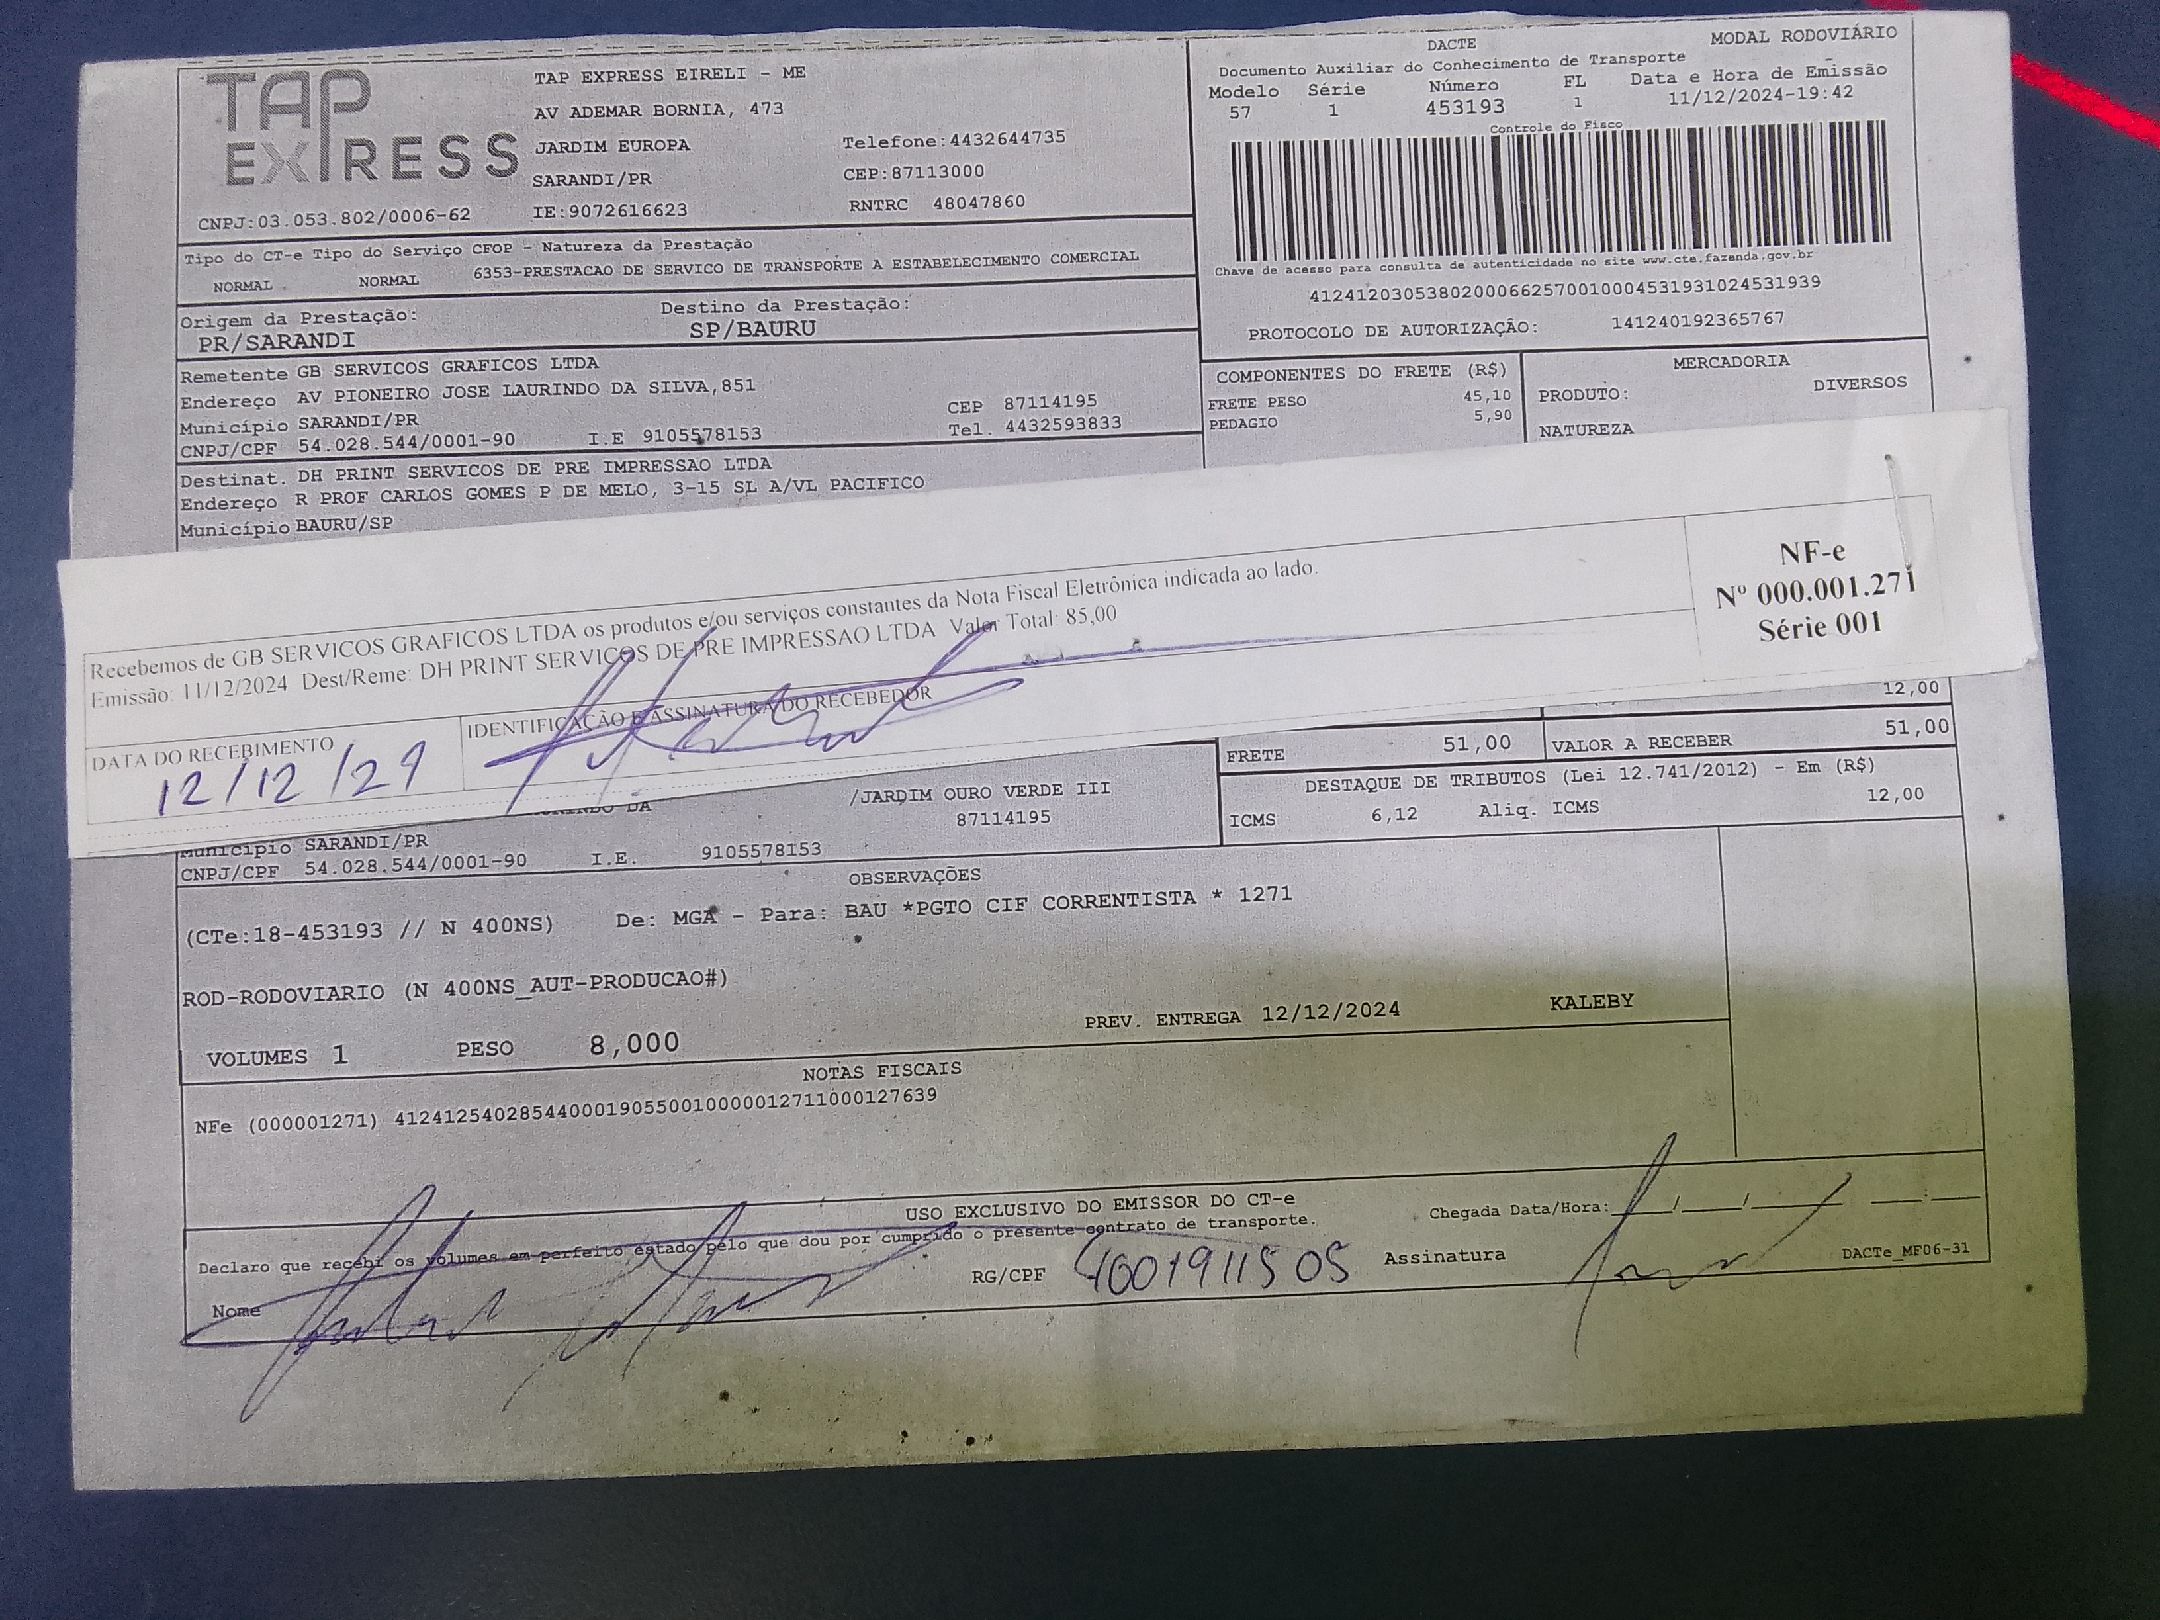 TAP EXPRESS
TAP EXPRESS EIRELI - ME
AV ADEMAR BORNIA, 473
JARDIM EUROPA Telefone:4432644735
SARANDI/PR CEP:87113000
CNPJ:03.053.802/0006-62 IE:9072616623 RNTRC 48047860
DACTE MODAL RODOVIÁRIO
Documento Auxiliar do Conhecimento de Transporte
Modelo Série Número FL Data e Hora de Emissão
57 1 453193 1 11/12/2024-19:42
Controle do Fisco
Chave de acesso para consulta de autenticidade no site www.cte.fazenda.gov.br
41241203053802000662570010004531931024531939
PROTOCOLO DE AUTORIZAÇÃO: 141240192365767
Tipo do CT-e Tipo do Serviço CFOP - Natureza da Prestação
NORMAL NORMAL 6353-PRESTACAO DE SERVICO DE TRANSPORTE A ESTABELECIMENTO COMERCIAL
Origem da Prestação: Destino da Prestação:
PR/SARANDI SP/BAURU
Remetente GB SERVICOS GRAFICOS LTDA
Endereço AV PIONEIRO JOSE LAURINDO DA SILVA,851
Município SARANDI/PR CEP 87114195
CNPJ/CPF 54.028.544/0001-90 I.E 9105578153 Tel. 4432593833
COMPONENTES DO FRETE (R$) MERCADORIA
FRETE PESO 45,10 PRODUTO: DIVERSOS
PEDAGIO 5,90 NATUREZA
Destinat. DH PRINT SERVICOS DE PRE IMPRESSAO LTDA
Endereço R PROF CARLOS GOMES P DE MELO, 3-15 SL A/VL PACIFICO
Município BAURU/SP
Recebemos de GB SERVICOS GRAFICOS LTDA os produtos e/ou serviços constantes da Nota Fiscal Eletrônica indicada ao lado.
Emissão: 11/12/2024 Dest/Reme: DH PRINT SERVICOS DE PRE IMPRESSAO LTDA Valor Total: 85,00
DATA DO RECEBIMENTO IDENTIFICAÇÃO E ASSINATURA DO RECEBEDOR
12/12/29
NF-e
Nº 000.001.271
Série 001
12,00
FRETE 51,00 VALOR A RECEBER 51,00
DESTAQUE DE TRIBUTOS (Lei 12.741/2012) - Em (R$)
ICMS 6,12 Aliq. ICMS 12,00
DA /JARDIM OURO VERDE III
87114195
Município SARANDI/PR
CNPJ/CPF 54.028.544/0001-90 I.E. 9105578153
OBSERVAÇÕES
(CTe:18-453193 // N 400NS) De: MGA - Para: BAU *PGTO CIF CORRENTISTA * 1271
ROD-RODOVIARIO (N 400NS_AUT-PRODUCAO#)
VOLUMES 1 PESO 8,000 PREV. ENTREGA 12/12/2024 KALEBY
NOTAS FISCAIS
NFe (000001271) 41241254028544000190550010000012711000127639
USO EXCLUSIVO DO EMISSOR DO CT-e
Declaro que recebi os volumes em perfeito estado pelo que dou por cumprido o presente contrato de transporte.
Chegada Data/Hora:____/____/______ ____:____
Nome RG/CPF 4001911505 Assinatura
DACTe_MF06-31